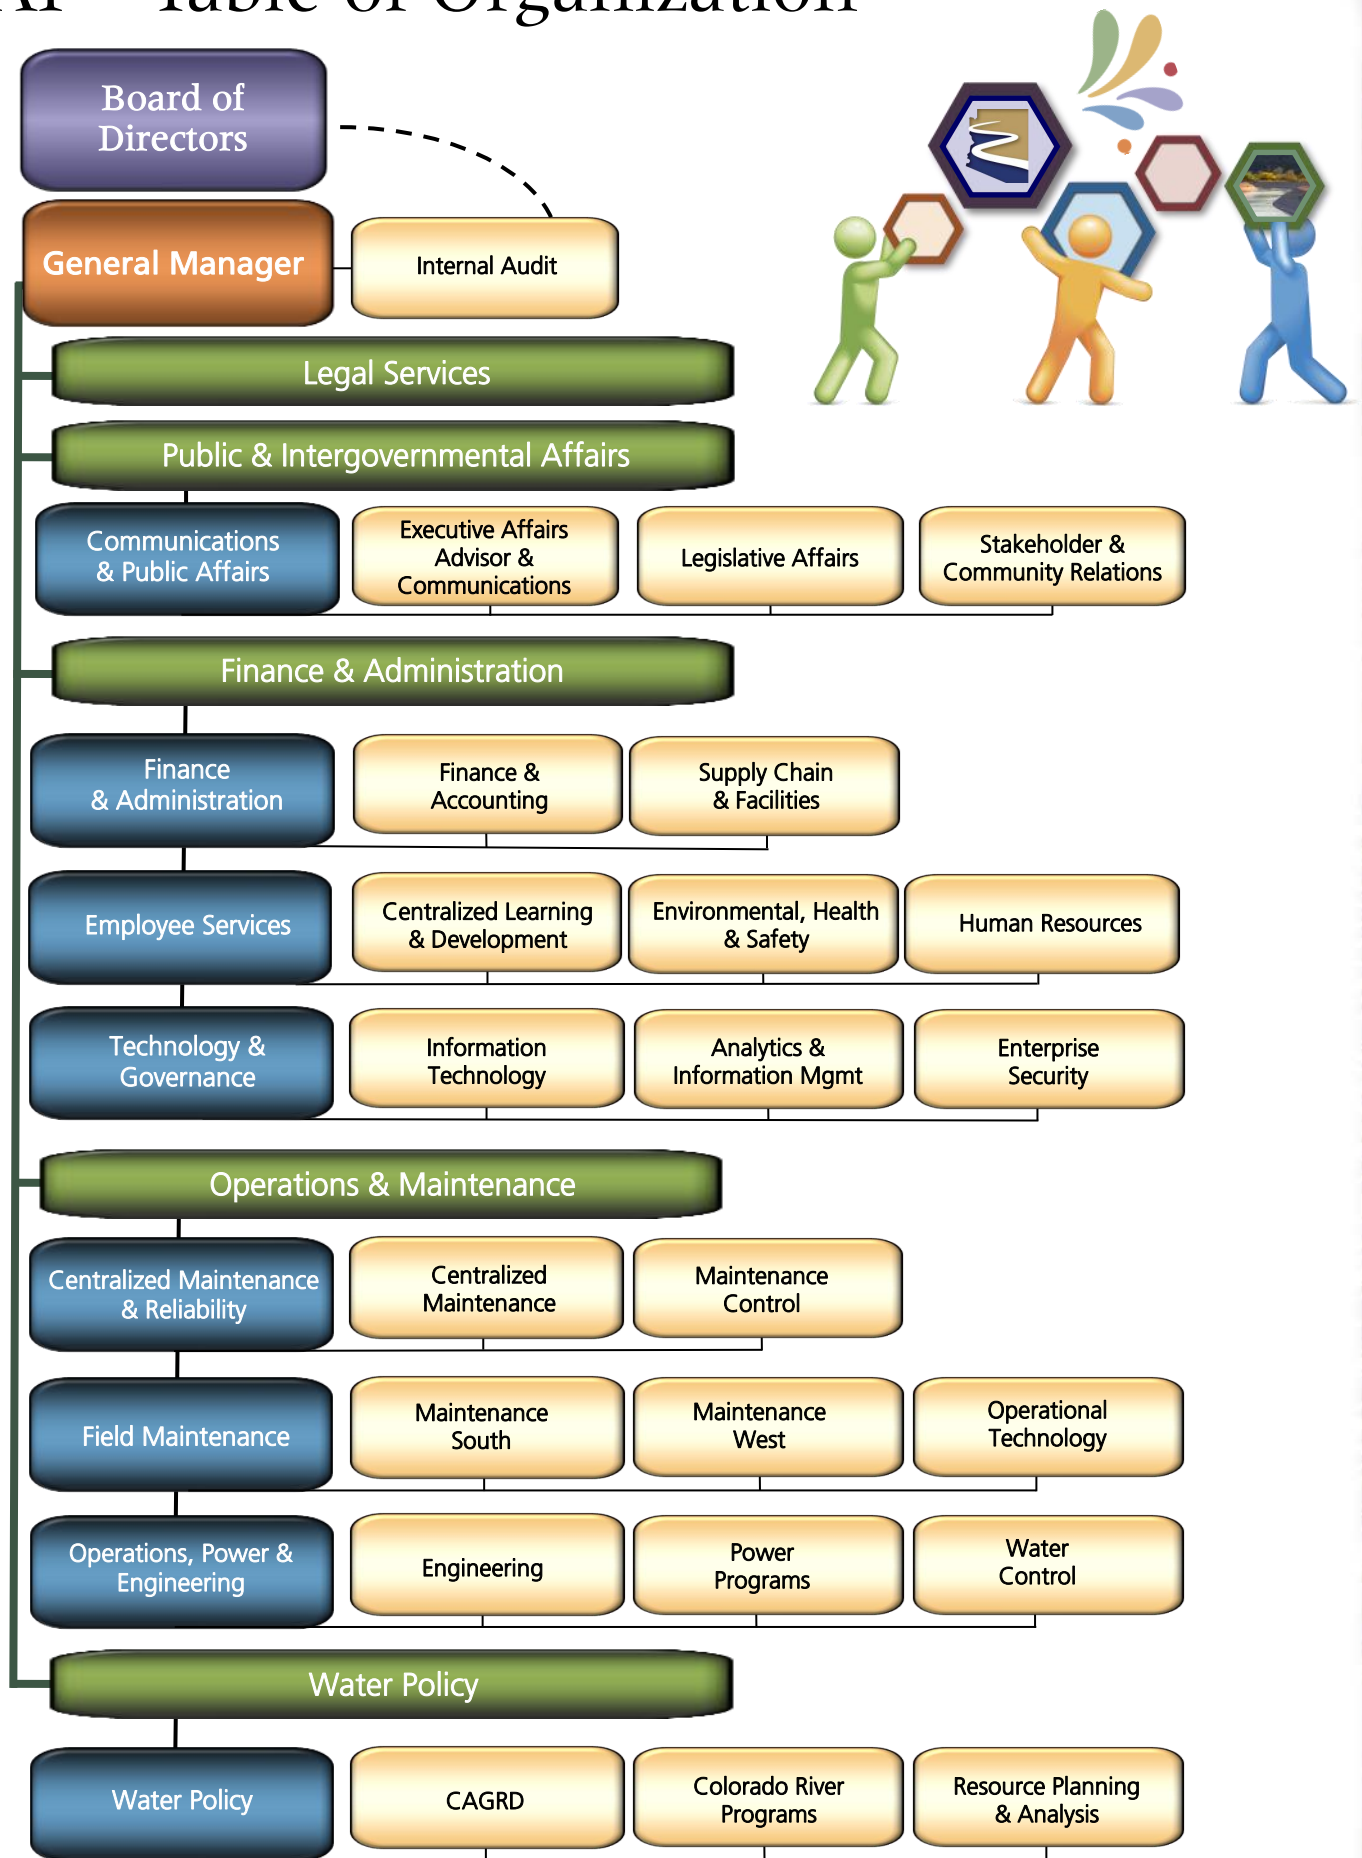 Table of Organization
Board of
Directors
General Manager
Internal Audit
Legal Services
Public & Intergovernmental Affairs
Communications
& Public Affairs
Executive Affairs
Advisor &
Communications
Legislative Affairs
Stakeholder &
Community Relations
Finance & Administration
Finance
& Administration
Finance &
Accounting
Supply Chain
& Facilities
Employee Services
Centralized Learning
& Development
Environmental, Health
& Safety
Human Resources
Technology &
Governance
Information
Technology
Analytics &
Information Mgmt
Enterprise
Security
Operations & Maintenance
Centralized Maintenance
& Reliability
Centralized
Maintenance
Maintenance
Control
Field Maintenance
Maintenance
South
Maintenance
West
Operational
Technology
Operations, Power &
Engineering
Engineering
Power
Programs
Water
Control
Water Policy
Water Policy
CAGRD
Colorado River
Programs
Resource Planning
& Analysis